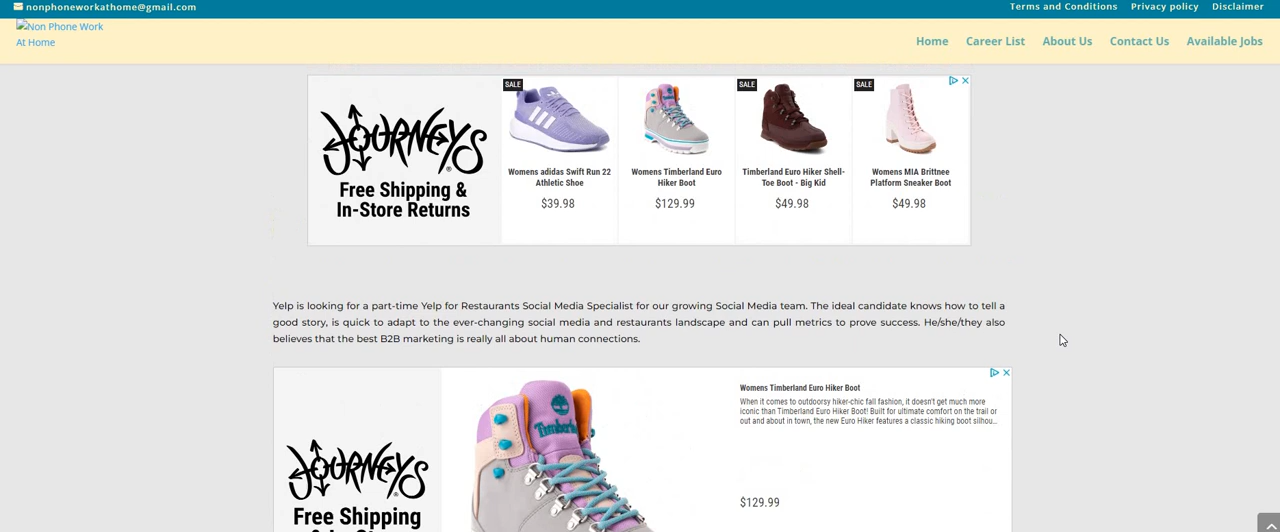 nonphoneworkathome@gmail.com
Terms and Conditions Privacy policy Disclaimer
Non Phone Work
At Home
Home Career List About Us Contact Us Available Jobs
JOURNEYS
Free Shipping &
In-Store Returns
SALE
Womens adidas Swift Run 22
Athletic Shoe
$39.98
Womens Timberland Euro
Hiker Boot
$129.99
SALE
Timberland Euro Hiker Shell-
Toe Boot - Big Kid
$49.98
SALE
Womens MIA Brittnee
Platform Sneaker Boot
$49.98
Yelp is looking for a part-time Yelp for Restaurants Social Media Specialist for our growing Social Media team. The ideal candidate knows how to tell a
good story, is quick to adapt to the ever-changing social media and restaurants landscape and can pull metrics to prove success. He/she/they also
believes that the best B2B marketing is really all about human connections.
JOURNEYS
Free Shipping
Timberland
Womens Timberland Euro Hiker Boot
When it comes to outdoorsy hiker-chic fall fashion, it doesn't get much more
iconic than Timberland Euro Hiker Boot! Built for ultimate comfort on the trail or
out and about in town, the new Euro Hiker features a classic hiking boot silhou...
$129.99